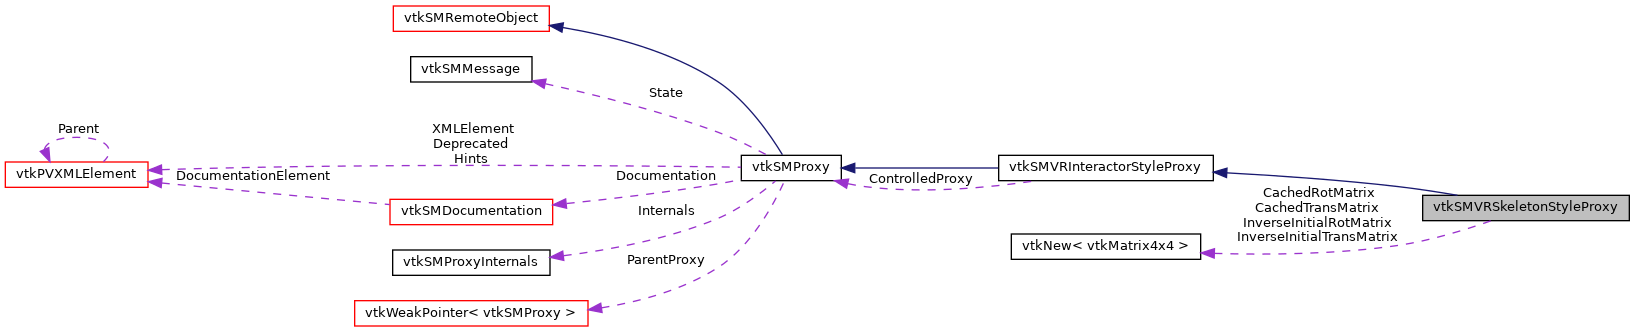 vtkSMRemoteObject
vtkSMMessage
State
Parent
XMLElement
Deprecated
Hints
vtkPVXMLElement
DocumentationElement
Documentation
vtkSMDocumentation
vtkSMProxy
Internals
vtkSMProxyInternals
ParentProxy
vtkWeakPointer< vtkSMProxy >
vtkSMVRInteractorStyleProxy
ControlledProxy
CachedRotMatrix
CachedTransMatrix
InverseInitialRotMatrix
InverseInitialTransMatrix
vtkSMVRSkeletonStyleProxy
vtkNew< vtkMatrix4x4 >